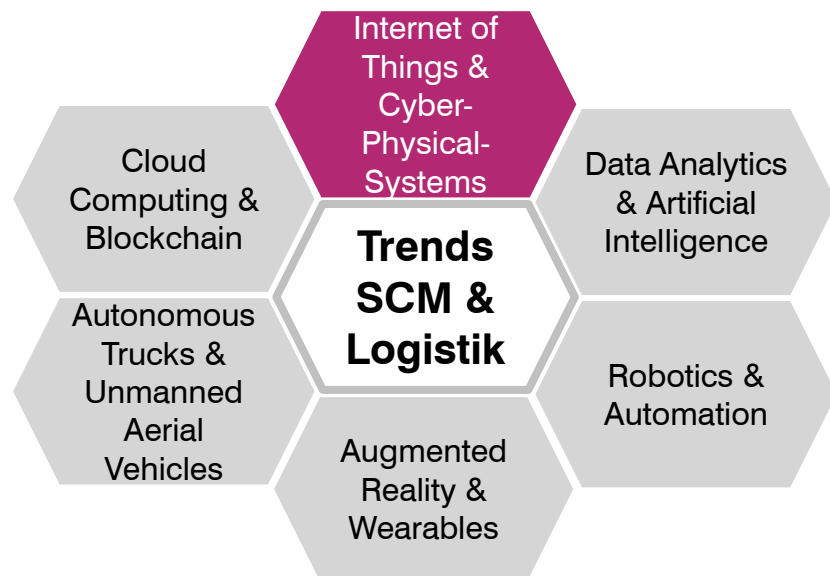 Internet of
Things &
Cyber-
Physical-
Systems
Cloud
Computing &
Blockchain
Data Analytics
& Artificial
Intelligence
Trends
SCM &
Logistik
Autonomous
Trucks &
Unmanned
Aerial
Vehicles
Robotics &
Automation
Augmented
Reality &
Wearables